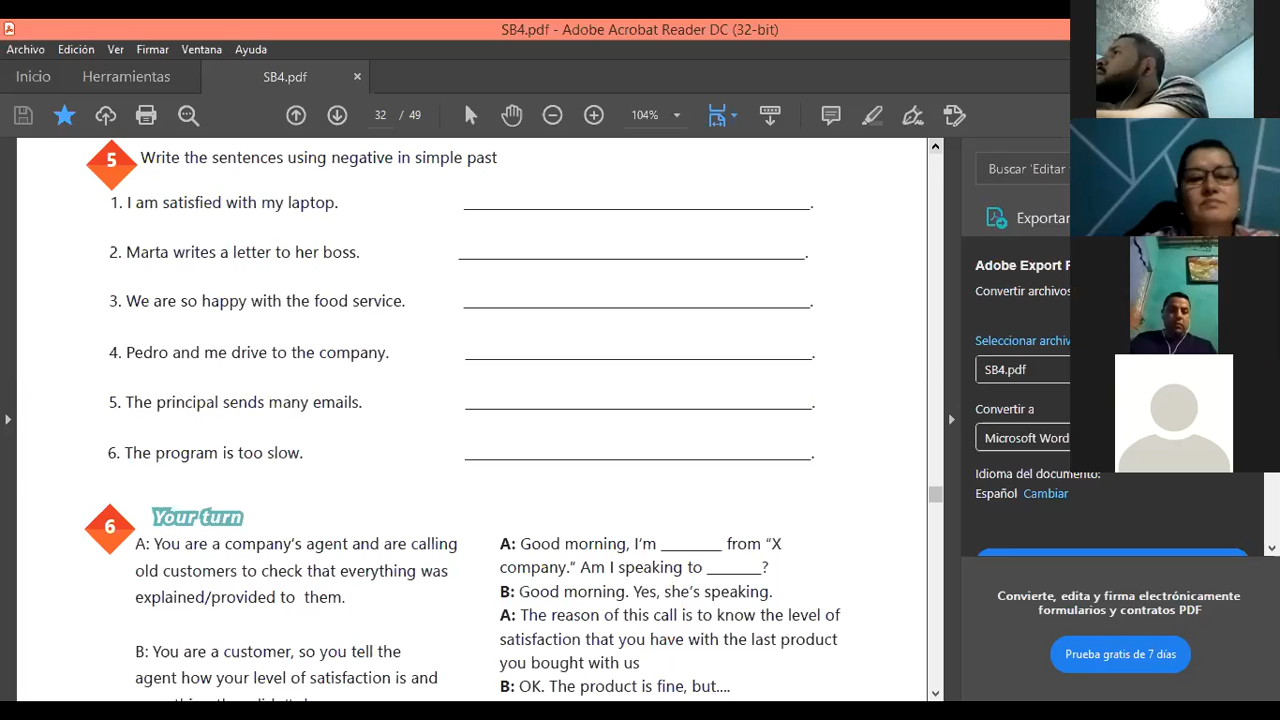 SB4.pdf - Adobe Acrobat Reader DC (32-bit)
Archivo Edición Ver Firmar Ventana Ayuda
Inicio Herramientas SB4.pdf ×
32 / 49 104%
5 Write the sentences using negative in simple past
1. I am satisfied with my laptop. ______________________.
2. Marta writes a letter to her boss. ______________________.
3. We are so happy with the food service. ______________________.
4. Pedro and me drive to the company. ______________________.
5. The principal sends many emails. ______________________.
6. The program is too slow. ______________________.
6 Your turn
A: You are a company's agent and are calling
old customers to check that everything was
explained/provided to them.
B: You are a customer, so you tell the
agent how your level of satisfaction is and
A: Good morning, I'm _______ from “X
company.” Am I speaking to _______?
B: Good morning. Yes, she's speaking.
A: The reason of this call is to know the level of
satisfaction that you have with the last product
you bought with us
B: OK. The product is fine, but....
Buscar 'Editar
Exportar
Adobe Export
Convertir archivos
Seleccionar archiv
SB4.pdf
Convertir a
Microsoft Word
Idioma del documento:
Español Cambiar
Convierte, edita y firma electrónicamente
formularios y contratos PDF
Prueba gratis de 7 días